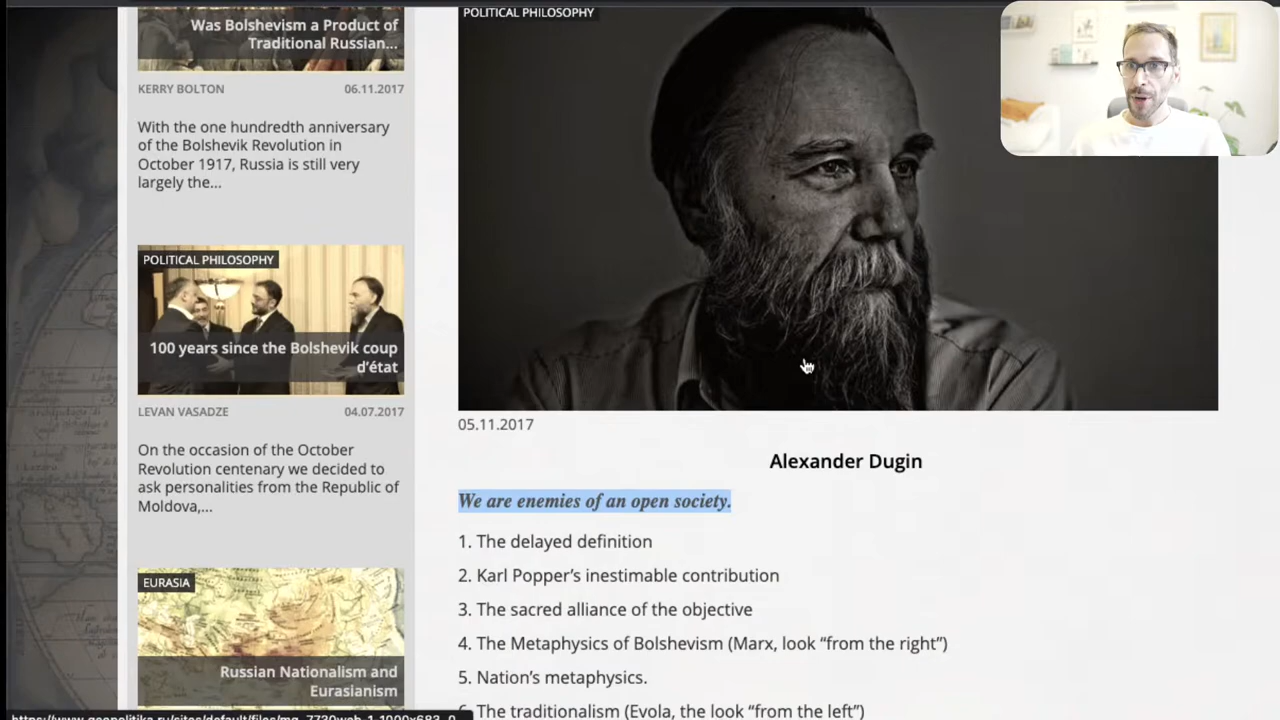 Was Bolshevism a Product of
Traditional Russian...
KERRY BOLTON 06.11.2017
With the one hundredth anniversary
of the Bolshevik Revolution in
October 1917, Russia is still very
largely the...
POLITICAL PHILOSOPHY
100 years since the Bolshevik coup
d'état
LEVAN VASADZE 04.07.2017
On the occasion of the October
Revolution centenary we decided to
ask personalities from the Republic of
Moldova,...
EURASIA
Russian Nationalism and
Eurasianism
POLITICAL PHILOSOPHY
05.11.2017
Alexander Dugin
We are enemies of an open society.
1. The delayed definition
2. Karl Popper’s inestimable contribution
3. The sacred alliance of the objective
4. The Metaphysics of Bolshevism (Marx, look “from the right”)
5. Nation’s metaphysics.
6. The traditionalism (Evola, the look “from the left”)